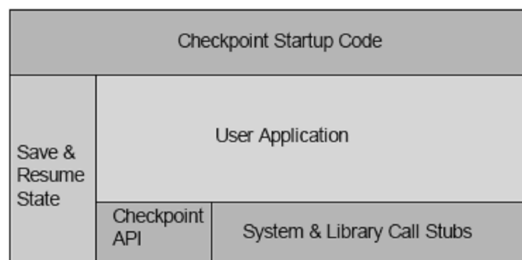 Checkpoint Startup Code
User Application
Save &
Resume
State
Checkpoint
API
System & Library Call Stubs